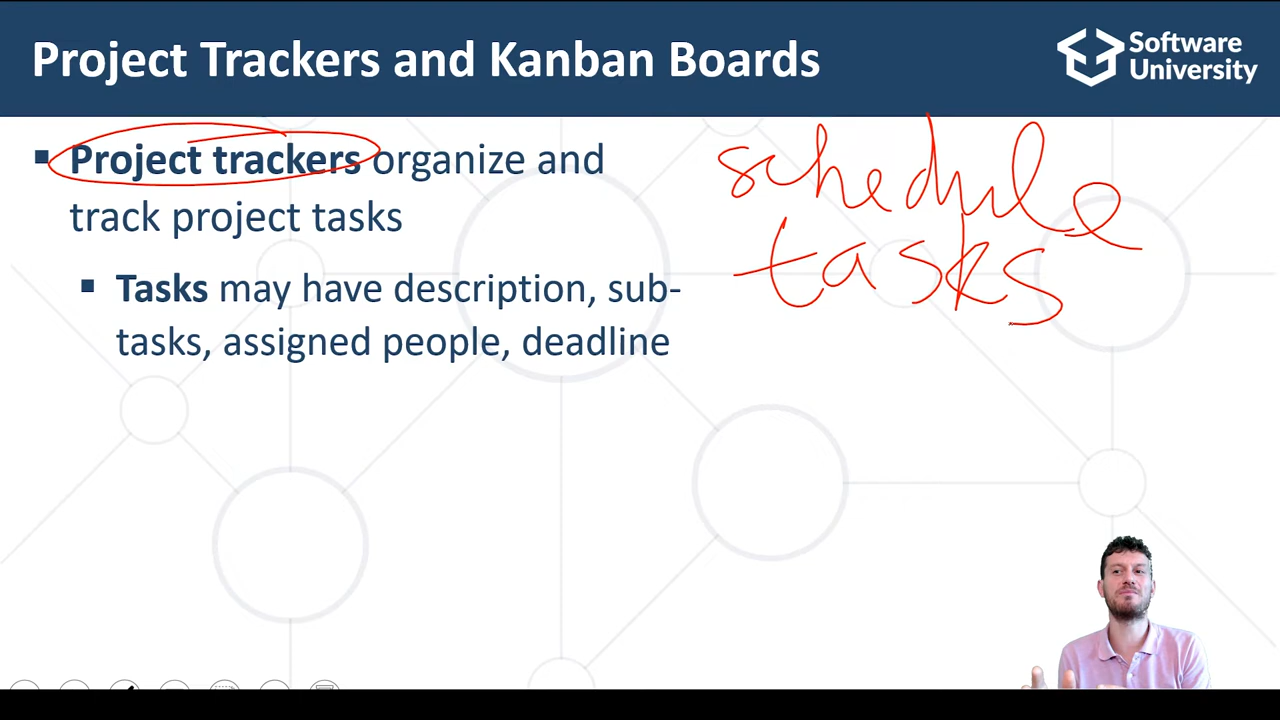 Project Trackers and Kanban Boards
Software
University
▪ Project trackers organize and
track project tasks
▪ Tasks may have description, sub-
tasks, assigned people, deadline
schedule
tasks